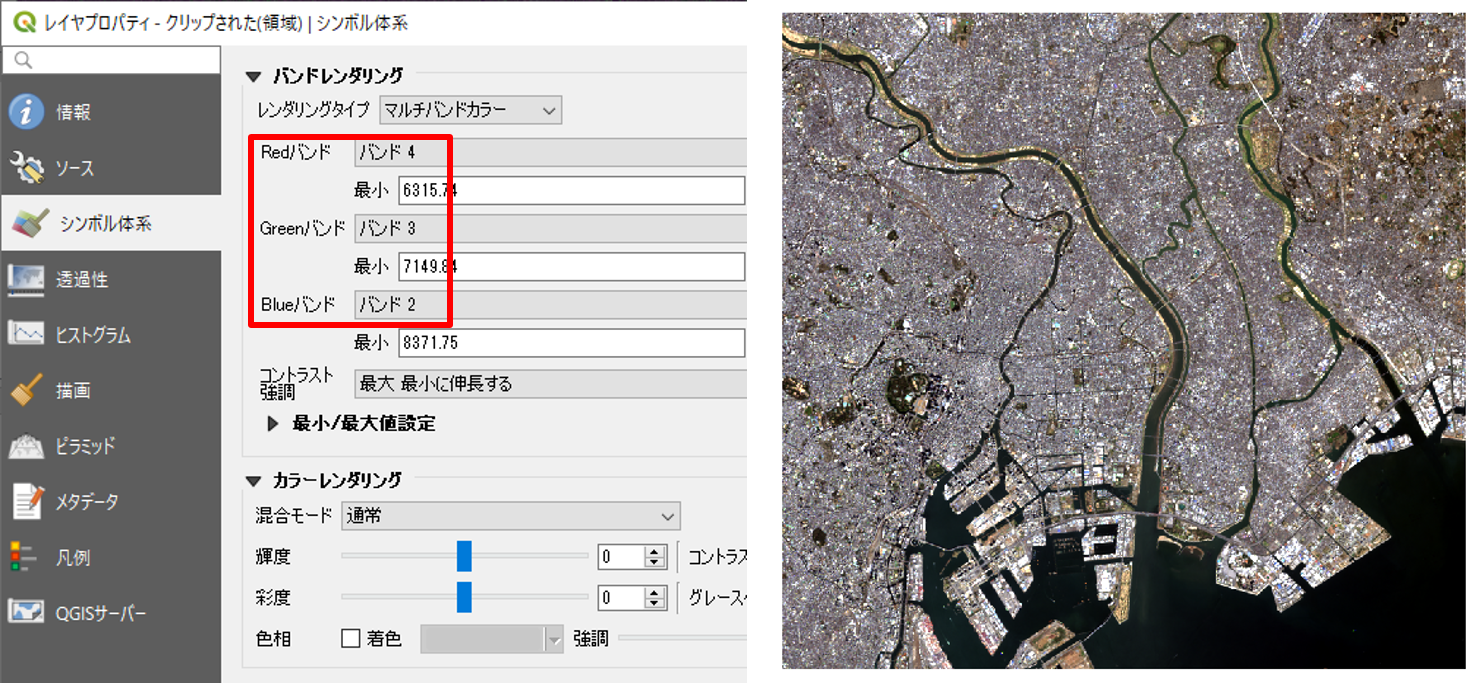 レイヤプロパティ - クリップされた(領域) | シンボル体系
情報
ソース
シンボル体系
透過性
ヒストグラム
描画
ピラミッド
メタデータ
凡例
QGISサーバー
バンドレンダリング
レンダリングタイプ マルチバンドカラー
Redバンド バンド 4
最小 6315.74
Greenバンド バンド 3
最小 7149.84
Blueバンド バンド 2
最小 8371.75
コントラスト
強調 最大 最小に伸長する
最小/最大値設定
カラーレンダリング
混合モード 通常
輝度 0 コントラス
彩度 0 グレース
色相 着色 強調